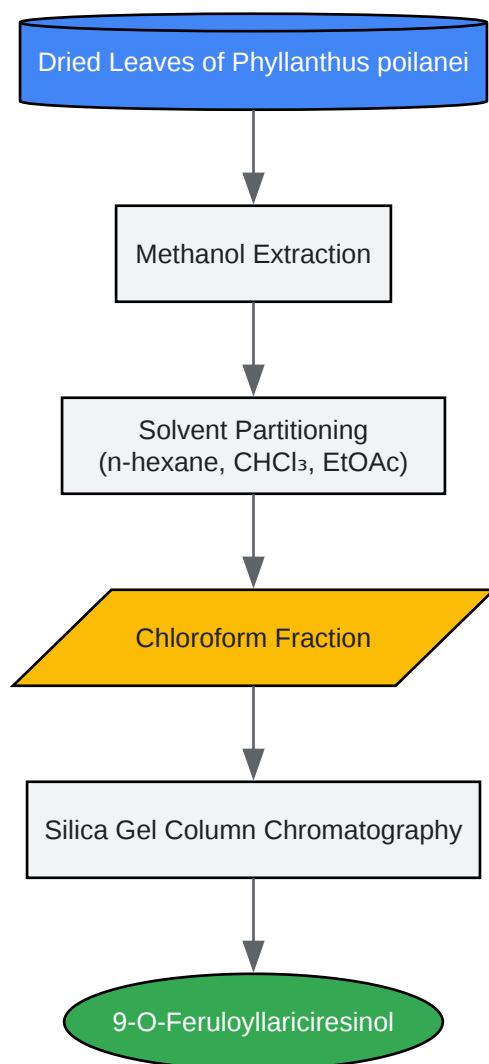 Dried Leaves of Phyllanthus poilanei
Methanol Extraction
Solvent Partitioning
(n-hexane, CHCl₃, EtOAc)
Chloroform Fraction
Silica Gel Column Chromatography
9-O-Feruloyllariciresinol